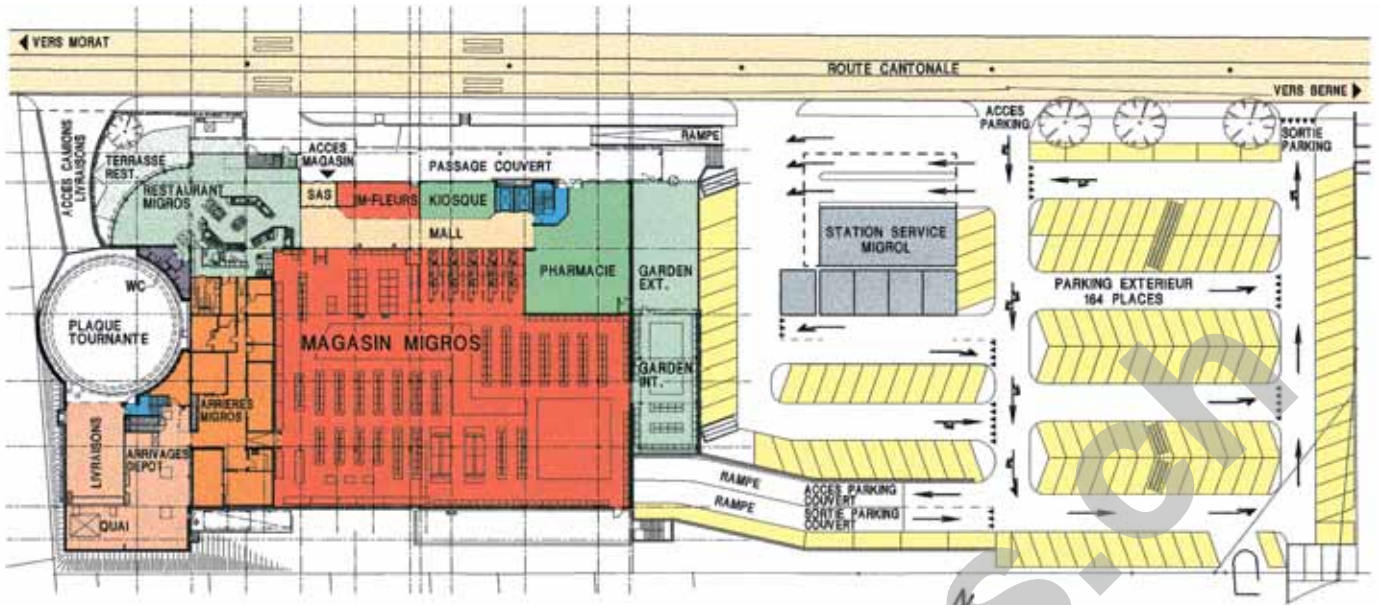 VERS MORAT
ROUTE CANTONALE
VERS BERNE
ACCES CAMIONS
LIVRAISONS
TERRASSE
REST.
RESTAURANT
MIGROS
ACCES
MAGASIN
PASSAGE COUVERT
RAMPE
ACCES
PARKING
SORTIE
PARKING
SAS
M-FLEURS
KIOSQUE
MALL
PHARMACIE
GARDEN
EXT.
STATION SERVICE
MIGROL
PARKING EXTERIEUR
164 PLACES
WC
PLAQUE
TOURNANTE
MAGASIN MIGROS
GARDEN
INT.
ARRIERES
MIGROS
LIVRAISONS
ARRIVAGES
DEPOT
QUAI
RAMPE
RAMPE
ACCES PARKING
COUVERT
SORTIE PARKING
COUVERT
N
s.ch